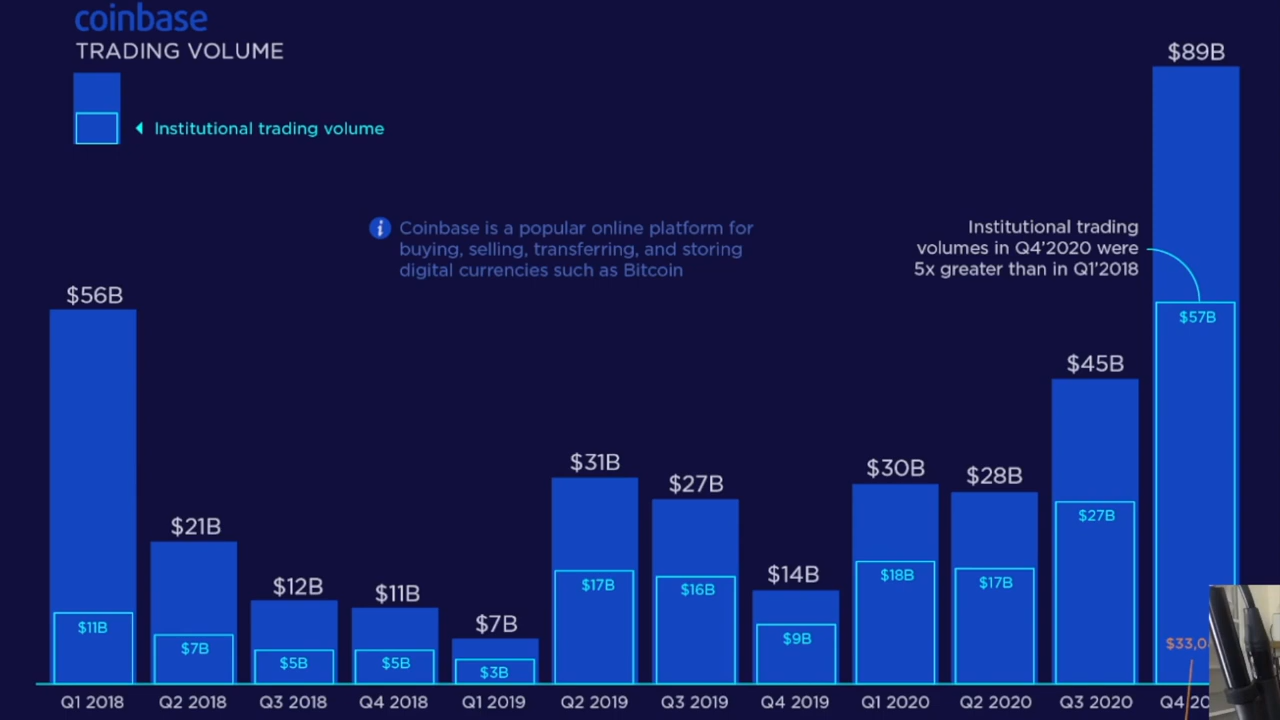 coinbase
TRADING VOLUME
Institutional trading volume
Coinbase is a popular online platform for
buying, selling, transferring, and storing
digital currencies such as Bitcoin
Institutional trading
volumes in Q4'2020 were
5x greater than in Q1'2018
$56B
$21B
$12B
$11B
$7B
$31B
$27B
$14B
$30B
$28B
$45B
$89B
$11B
$7B
$5B
$5B
$3B
$17B
$16B
$9B
$18B
$17B
$27B
$57B
Q1 2018
Q2 2018
Q3 2018
Q4 2018
Q1 2019
Q2 2019
Q3 2019
Q4 2019
Q1 2020
Q2 2020
Q3 2020
Q4